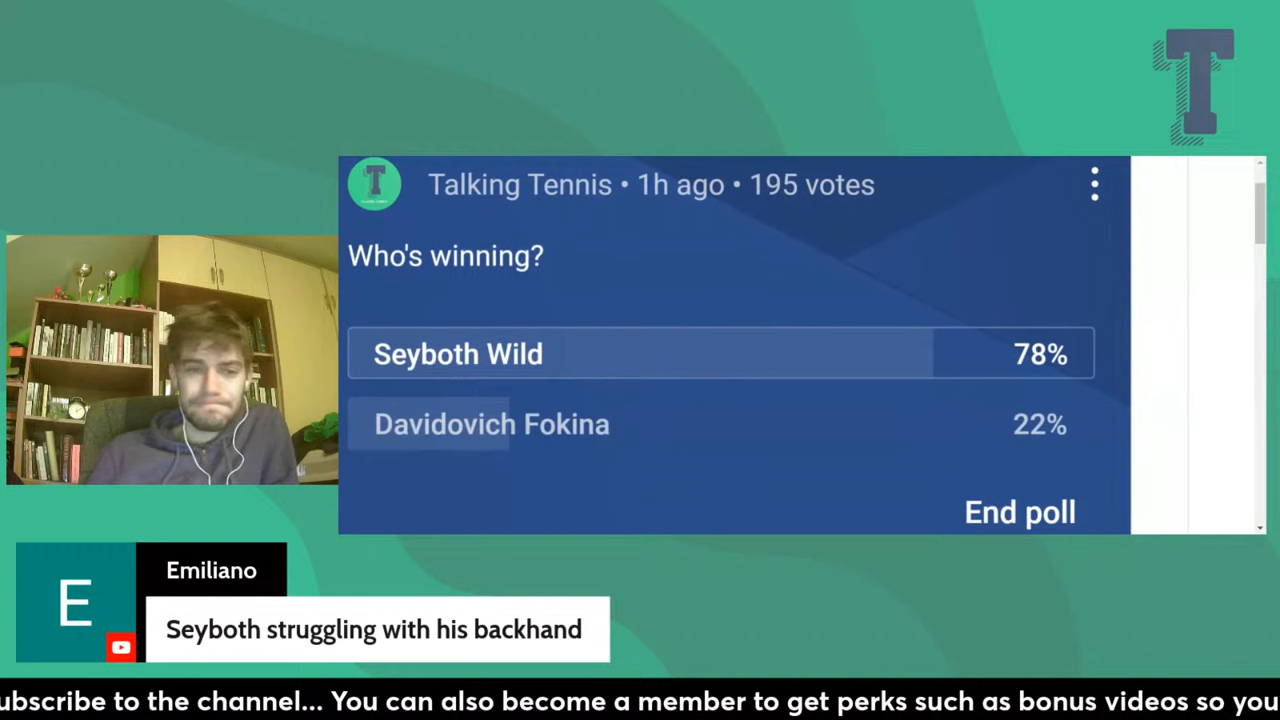 T
Talking Tennis • 1h ago • 195 votes
Who's winning?
Seyboth Wild 78%
Davidovich Fokina 22%
End poll
E
Emiliano
Seyboth struggling with his backhand
ubscribe to the channel... You can also become a member to get perks such as bonus videos so you